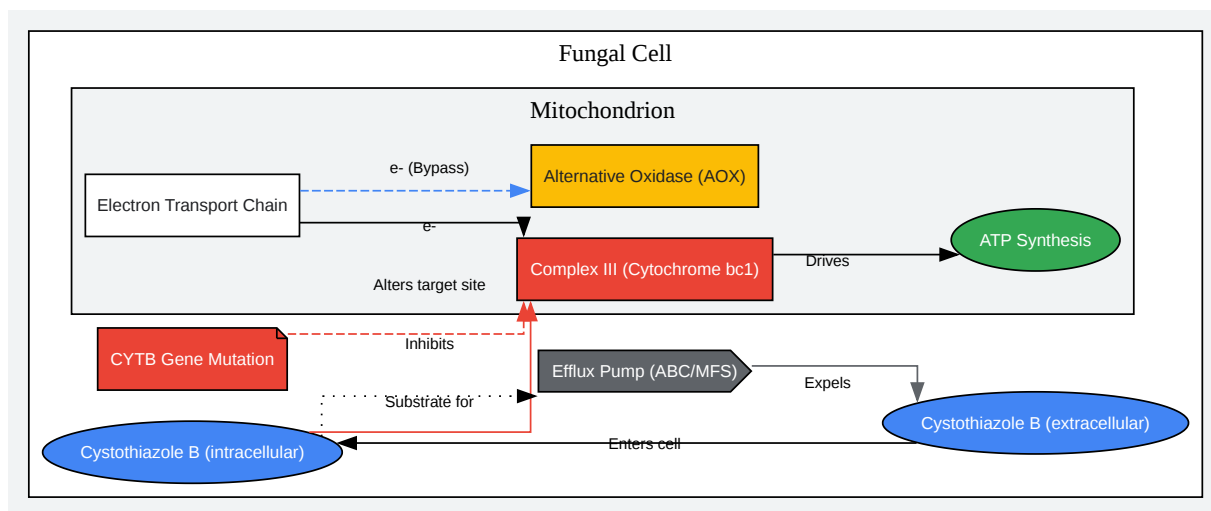 Fungal Cell
Mitochondrion
e- (Bypass)
Alternative Oxidase (AOX)
Electron Transport Chain
e-
ATP Synthesis
Complex III (Cytochrome bc1)
Drives
Alters target site
CYTB Gene Mutation
Inhibits
Efflux Pump (ABC/MFS)
Expels
Substrate for
Cystothiazole B (extracellular)
Enters cell
Cystothiazole B (intracellular)